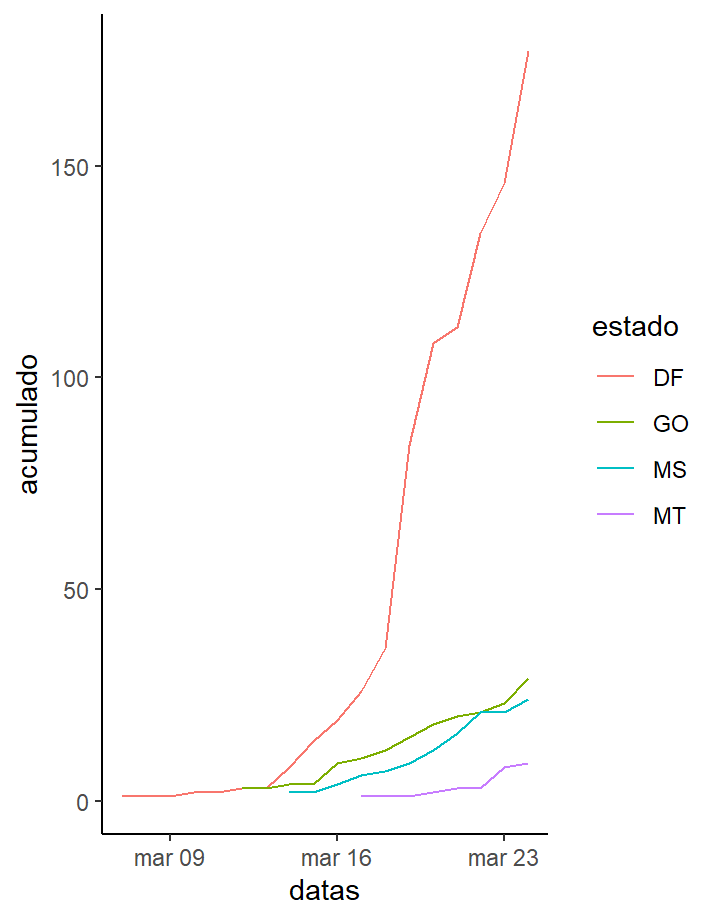 150
100
50
0
acumulado
mar 09
mar 16
mar 23
datas
estado
DF
GO
MS
MT